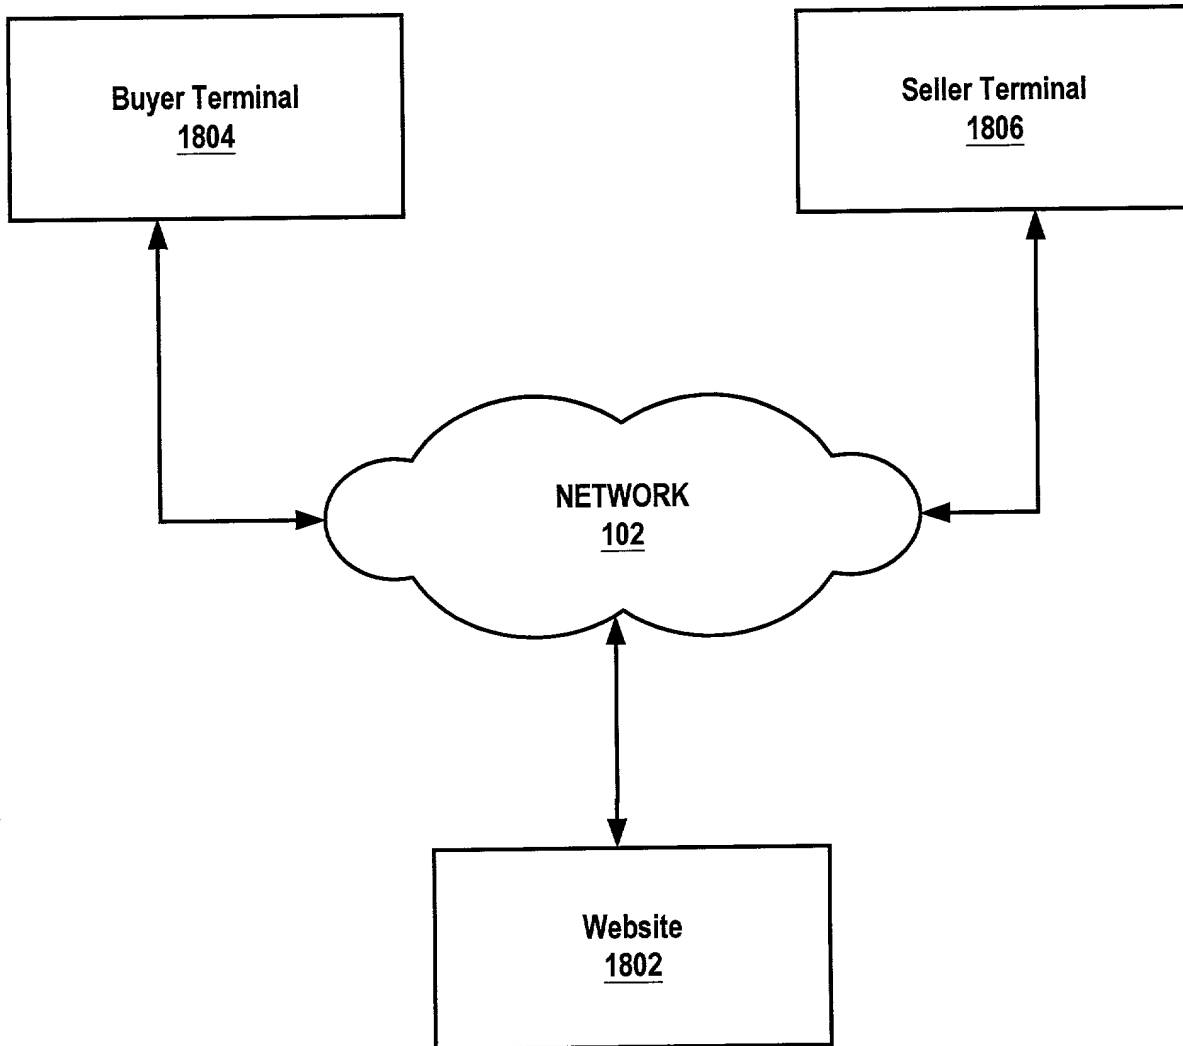 Buyer Terminal
1804
Seller Terminal
1806
NETWORK
102
Website
1802